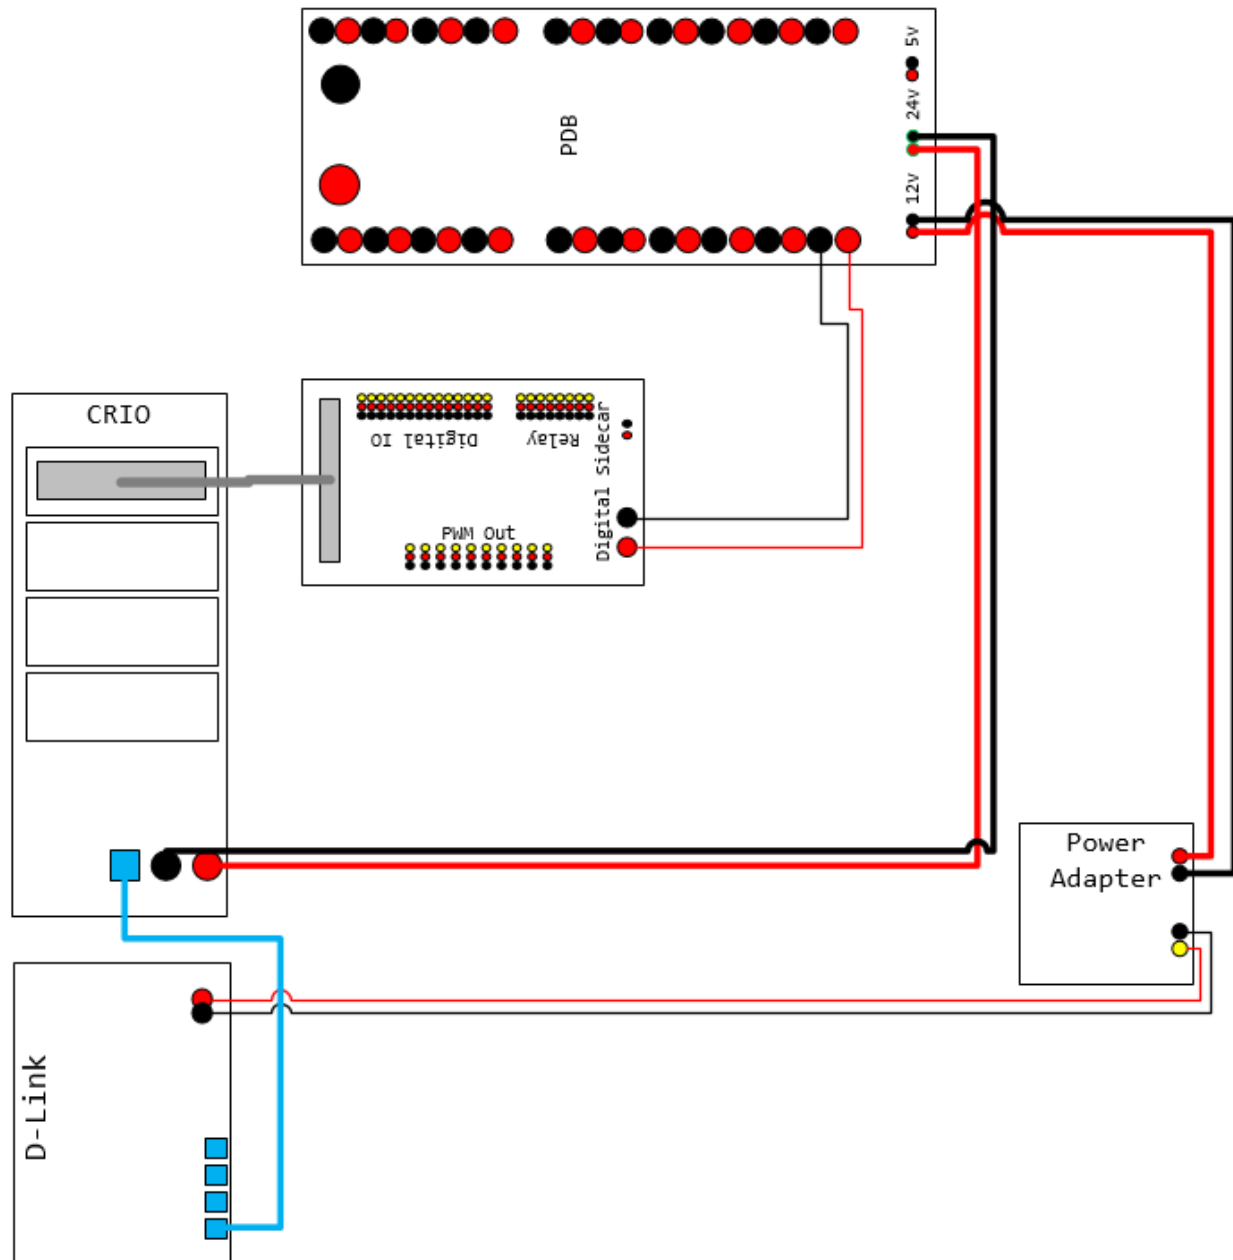 PDB
5v
24v
12v
CRIO
Digital IO
Relay
Digital Sidecar
PWM Out
Power
Adapter
D-Link